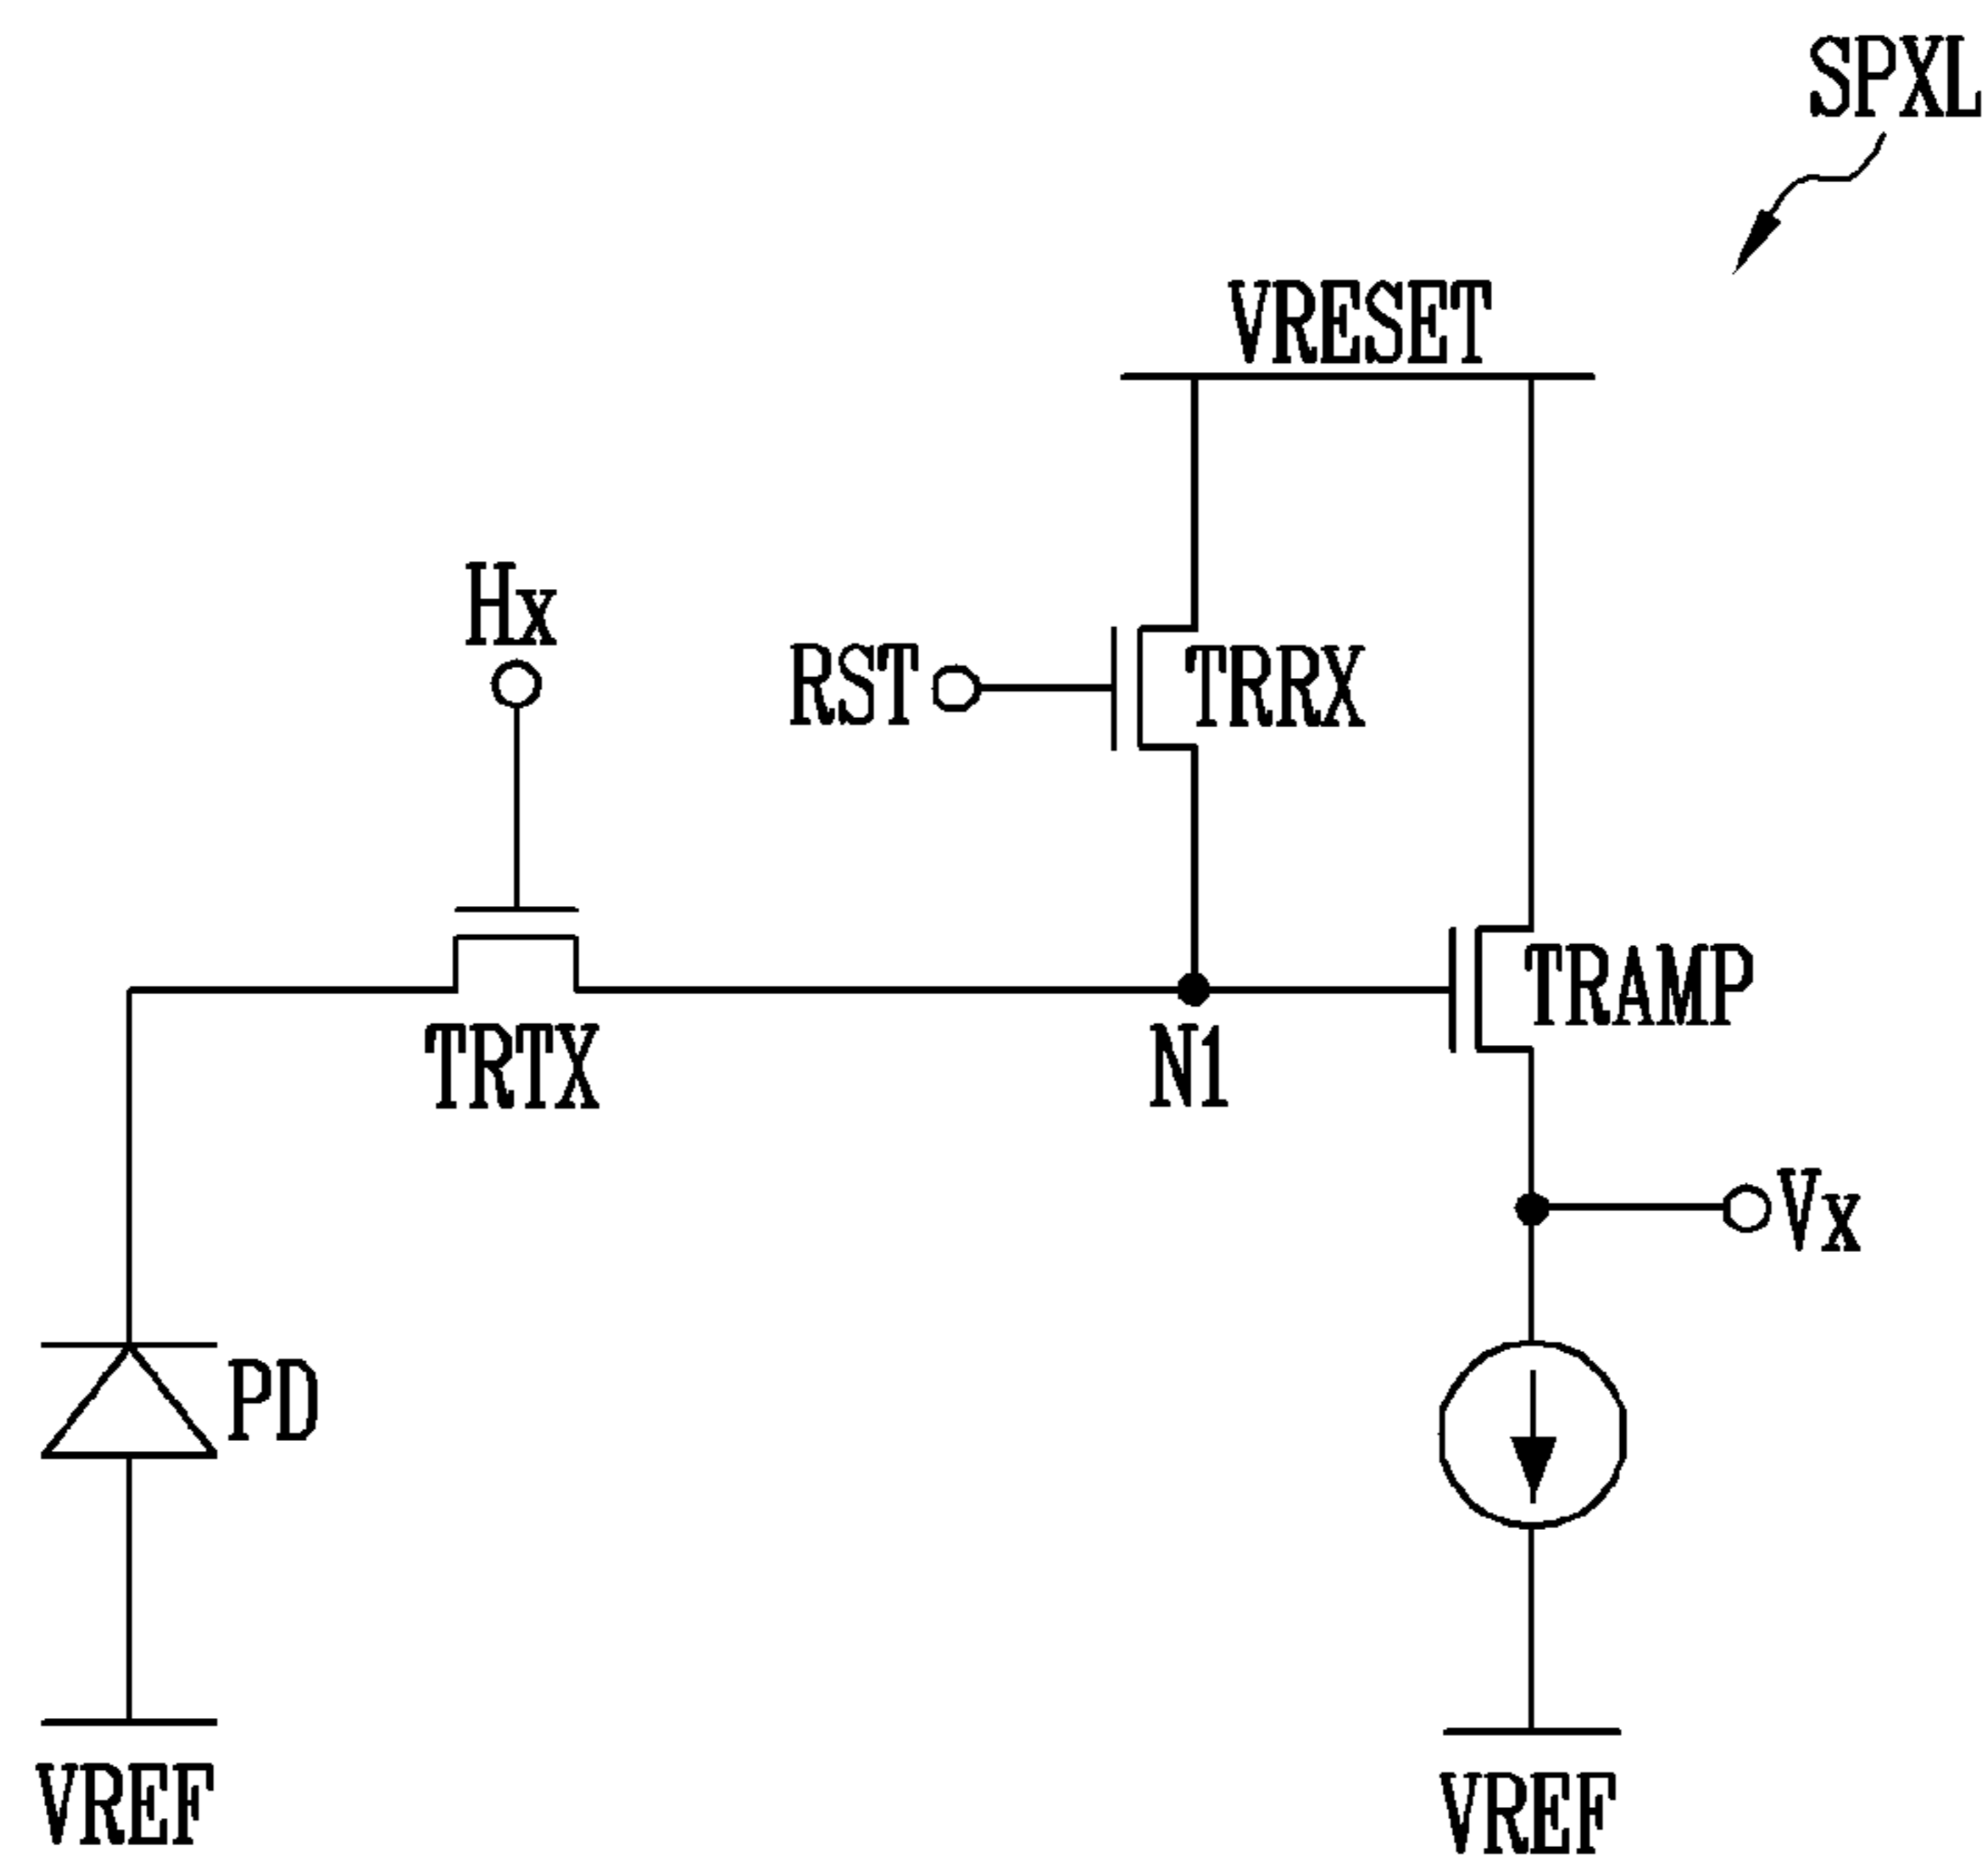 SPXL
VRESET
Hx
RST
TRRX
TRAMP
TRTX
N1
Vx
PD
VREF
VREF